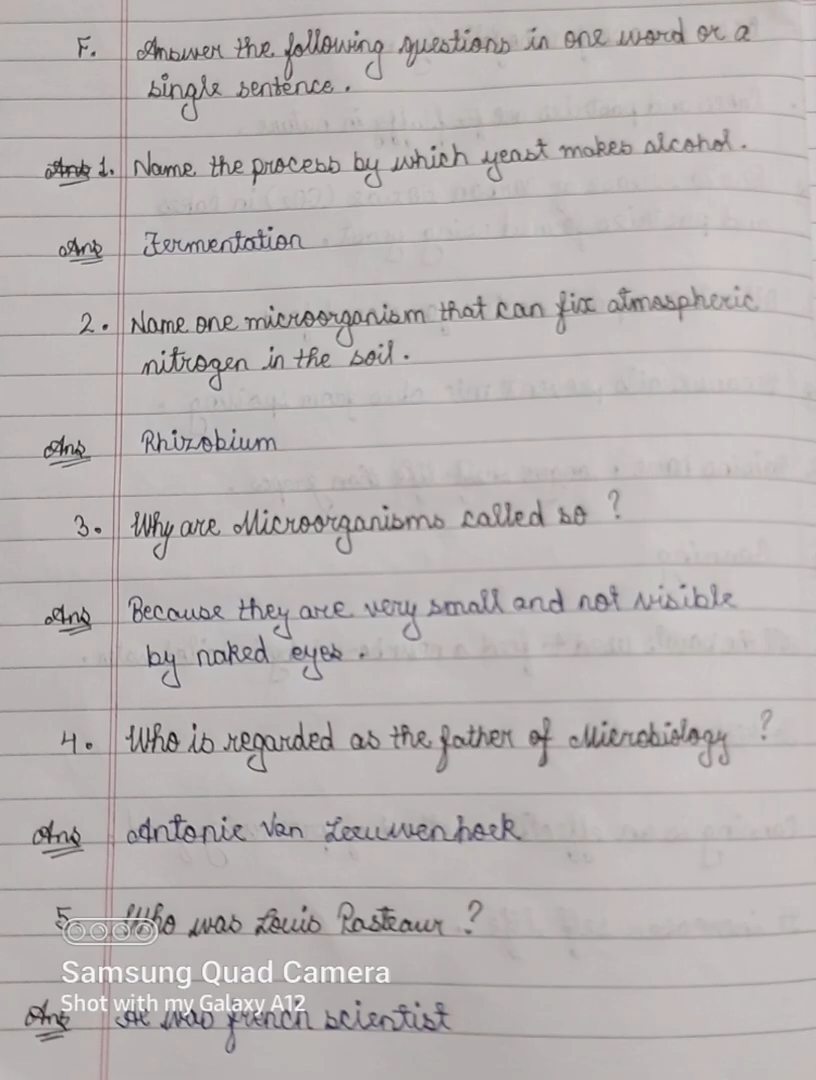 F. Answer the following questions in one word or a
single sentence.
Ans 1. Name the process by which yeast makes alcohol.
Ans Fermentation.
2. Name one microorganism that can fix atmospheric
nitrogen in the soil.
Ans Rhizobium
3. Why are Microorganisms called so?
Ans Because they are very small and not visible
by naked eyes.
4. Who is regarded as the father of Microbiology?
Ans Antonie Van Leeuwenhoek
5. Who was Louis Pasteaur?
Samsung Quad Camera
Shot with my Galaxy A12
Ans He was french scientist